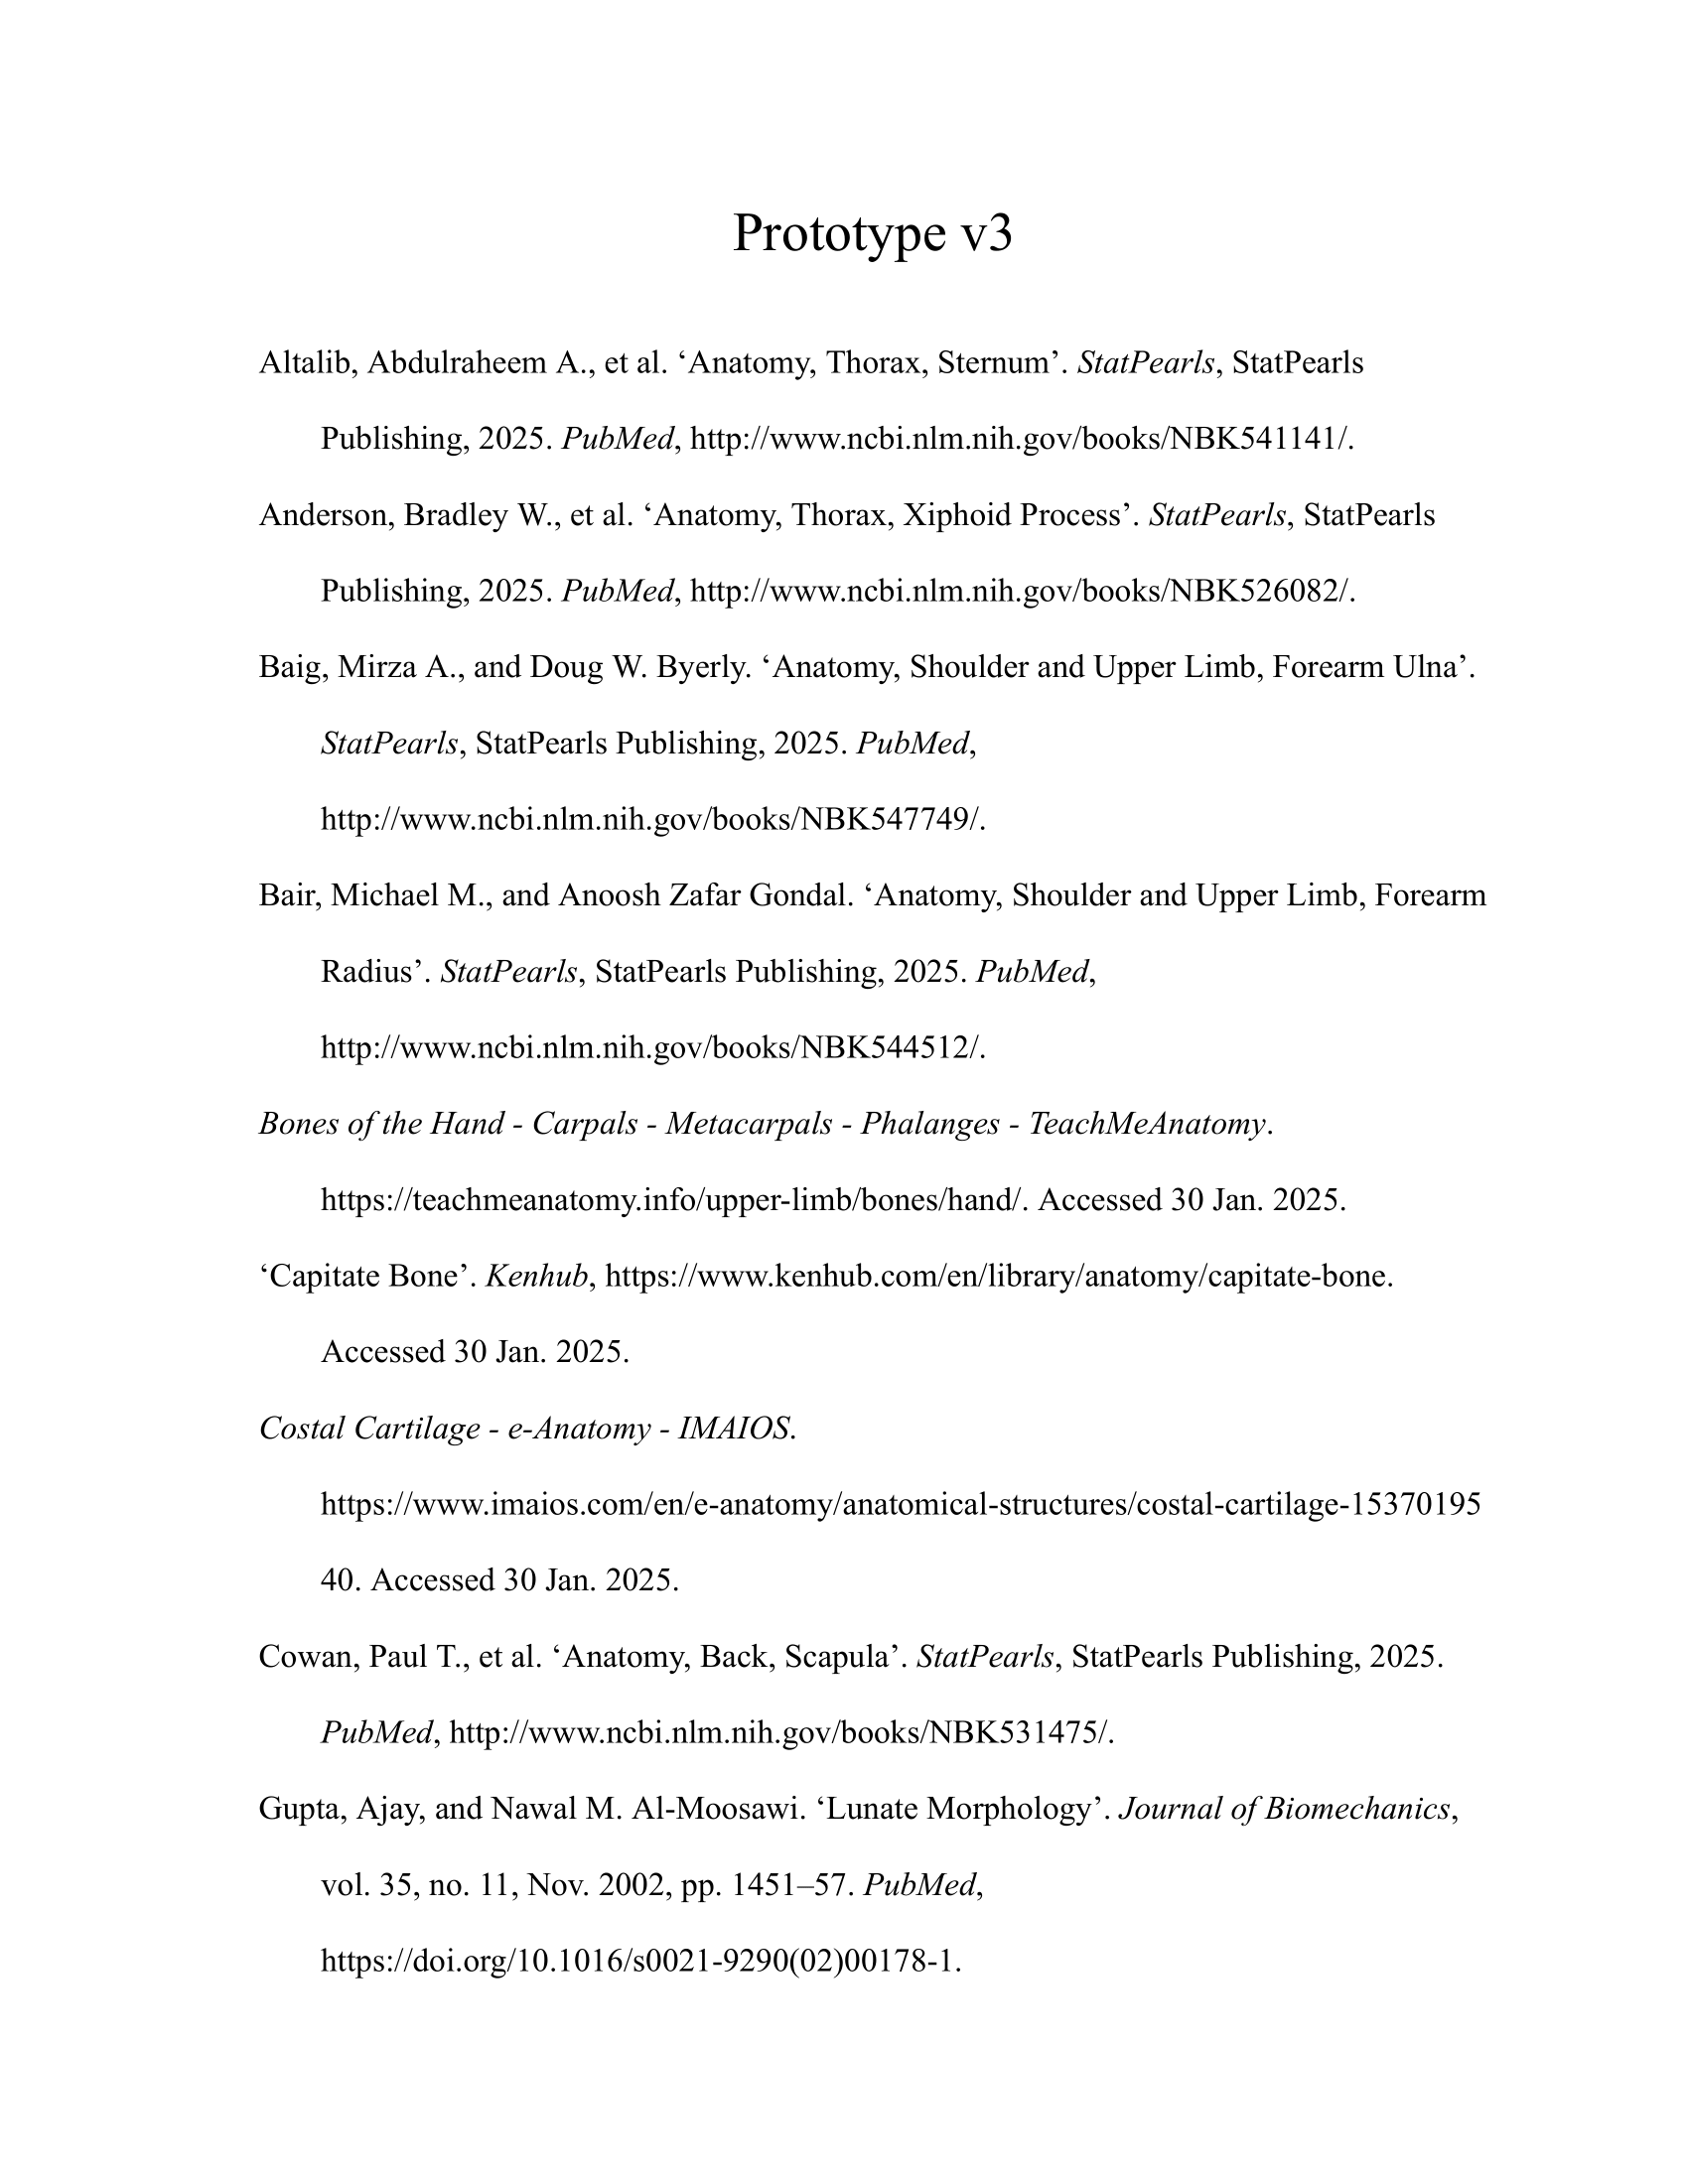 Prototype v3
Altalib, Abdulraheem A., et al. ‘Anatomy, Thorax, Sternum’. StatPearls, StatPearls
Publishing, 2025. PubMed, http://www.ncbi.nlm.nih.gov/books/NBK541141/.
Anderson, Bradley W., et al. ‘Anatomy, Thorax, Xiphoid Process’. StatPearls, StatPearls
Publishing, 2025. PubMed, http://www.ncbi.nlm.nih.gov/books/NBK526082/.
Baig, Mirza A., and Doug W. Byerly. ‘Anatomy, Shoulder and Upper Limb, Forearm Ulna’.
StatPearls, StatPearls Publishing, 2025. PubMed,
http://www.ncbi.nlm.nih.gov/books/NBK547749/.
Bair, Michael M., and Anoosh Zafar Gondal. ‘Anatomy, Shoulder and Upper Limb, Forearm
Radius’. StatPearls, StatPearls Publishing, 2025. PubMed,
http://www.ncbi.nlm.nih.gov/books/NBK544512/.
Bones of the Hand - Carpals - Metacarpals - Phalanges - TeachMeAnatomy.
https://teachmeanatomy.info/upper-limb/bones/hand/. Accessed 30 Jan. 2025.
‘Capitate Bone’. Kenhub, https://www.kenhub.com/en/library/anatomy/capitate-bone.
Accessed 30 Jan. 2025.
Costal Cartilage - e-Anatomy - IMAIOS.
https://www.imaios.com/en/e-anatomy/anatomical-structures/costal-cartilage-15370195
40. Accessed 30 Jan. 2025.
Cowan, Paul T., et al. ‘Anatomy, Back, Scapula’. StatPearls, StatPearls Publishing, 2025.
PubMed, http://www.ncbi.nlm.nih.gov/books/NBK531475/.
Gupta, Ajay, and Nawal M. Al-Moosawi. ‘Lunate Morphology’. Journal of Biomechanics,
vol. 35, no. 11, Nov. 2002, pp. 1451–57. PubMed,
https://doi.org/10.1016/s0021-9290(02)00178-1.